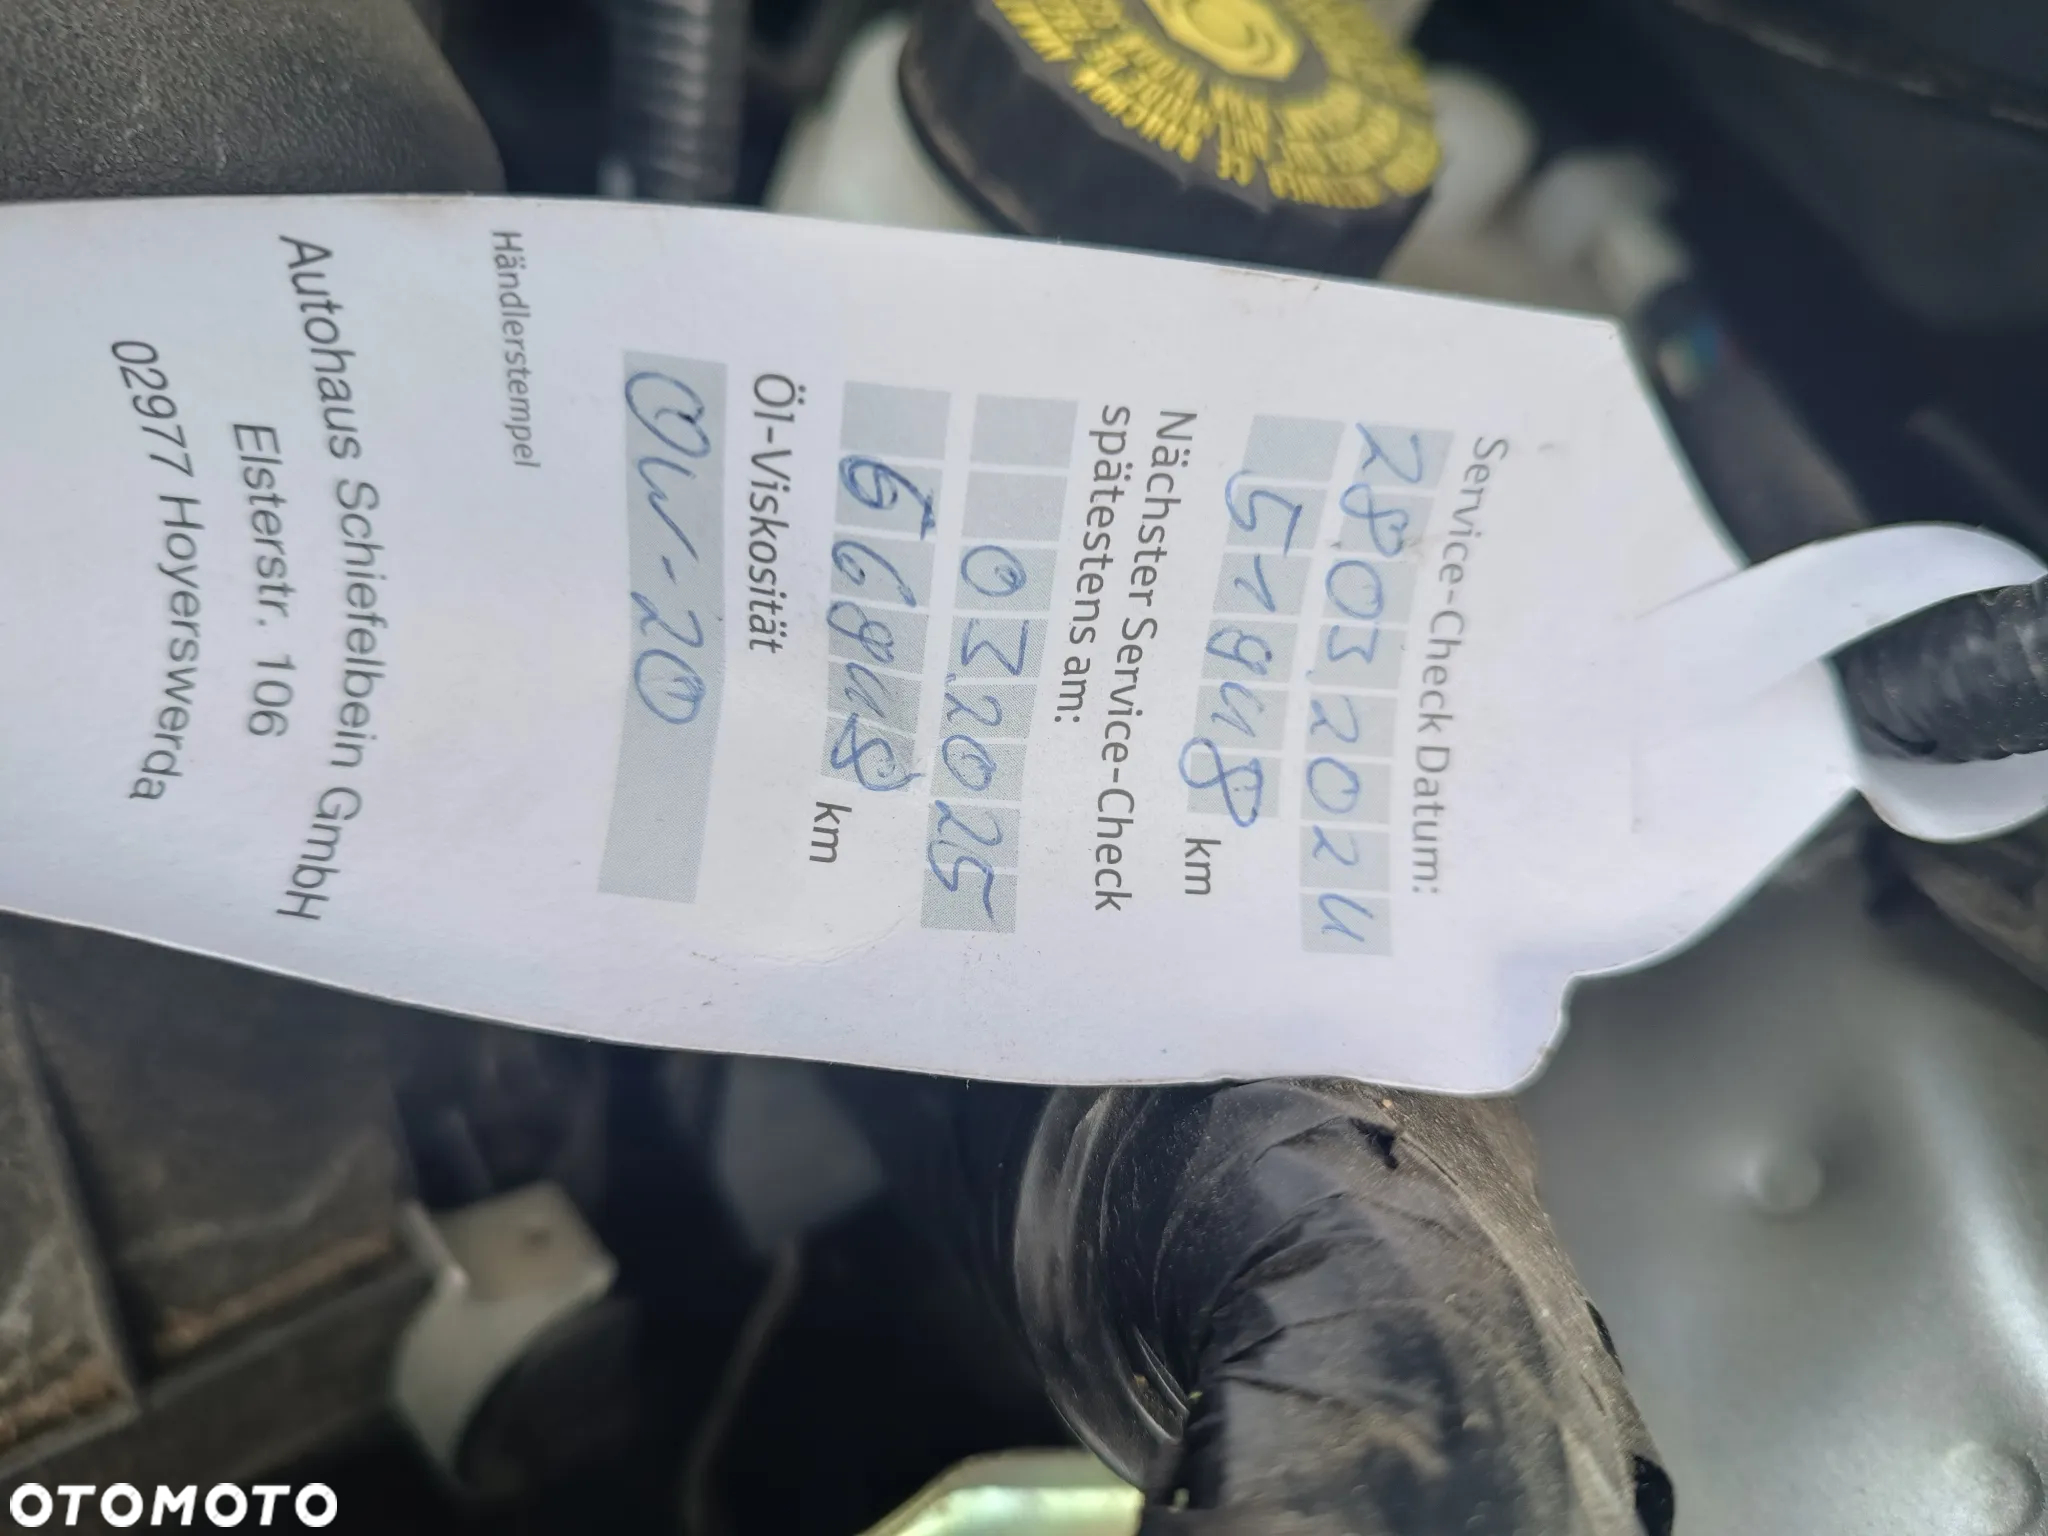 Service-Check Datum:
28.03.2024
51948 km
Nächster Service-Check
spätestens am:
03.2025
66948 km
Öl-Viskosität
0W-20
Händlerstempel
Autohaus Schiefelbein GmbH
Elsterstr. 106
02977 Hoyerswerda
OTOMOTO